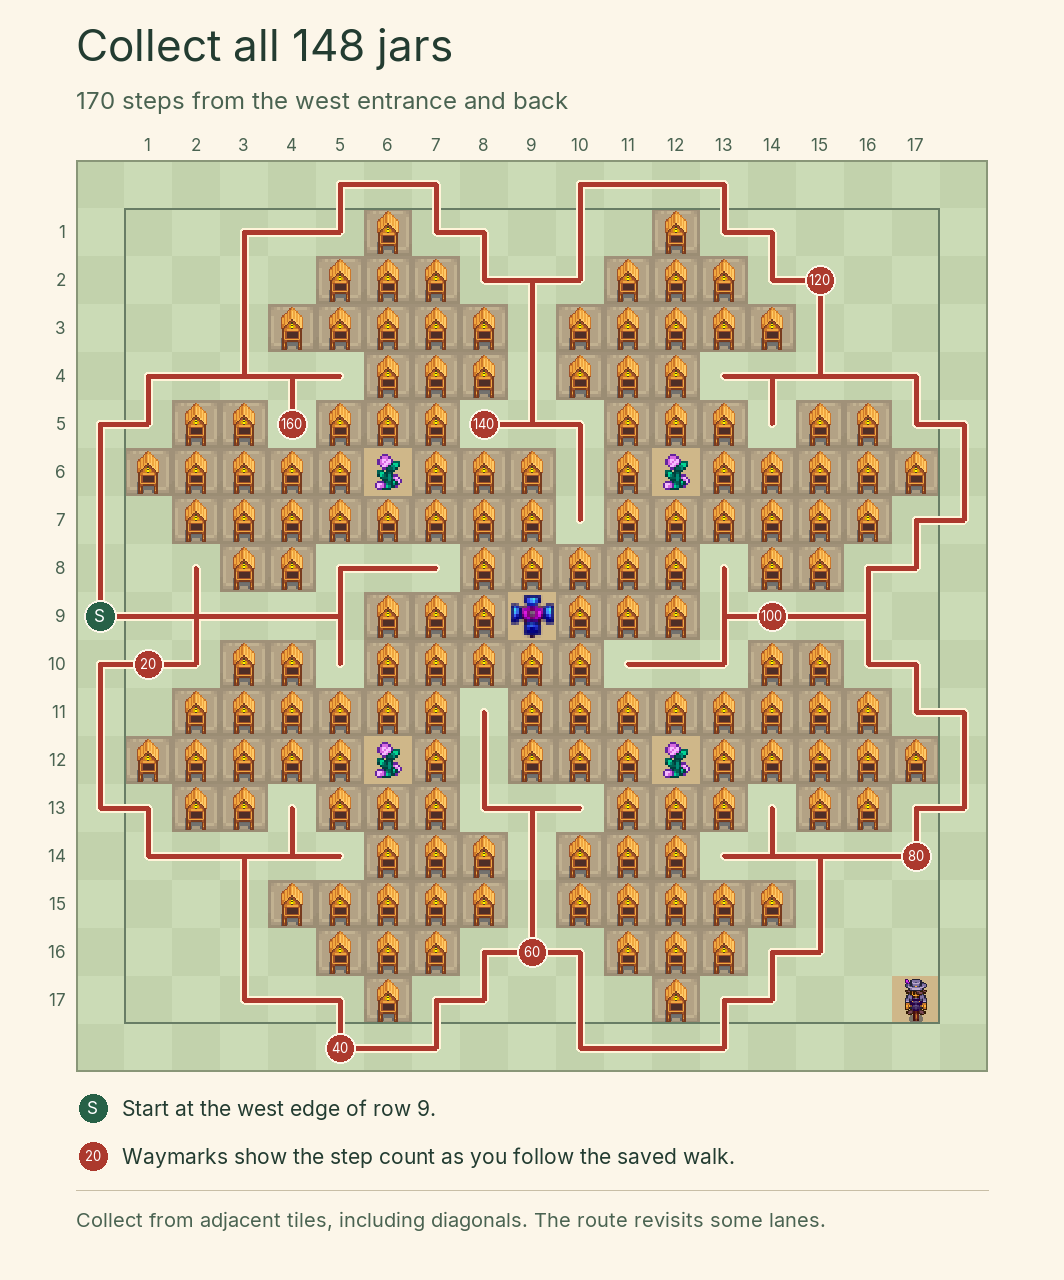 Collect all 148 jars
170 steps from the west entrance and back
1 2 3 4 5 6 7 8 9 10 11 12 13 14 15 16 17
1
2 120
3
4
5 160 140
6
7
8
9 S 100
10 20
11
12
13
14 80
15
16 60
17
40
S Start at the west edge of row 9.
20 Waymarks show the step count as you follow the saved walk.
Collect from adjacent tiles, including diagonals. The route revisits some lanes.